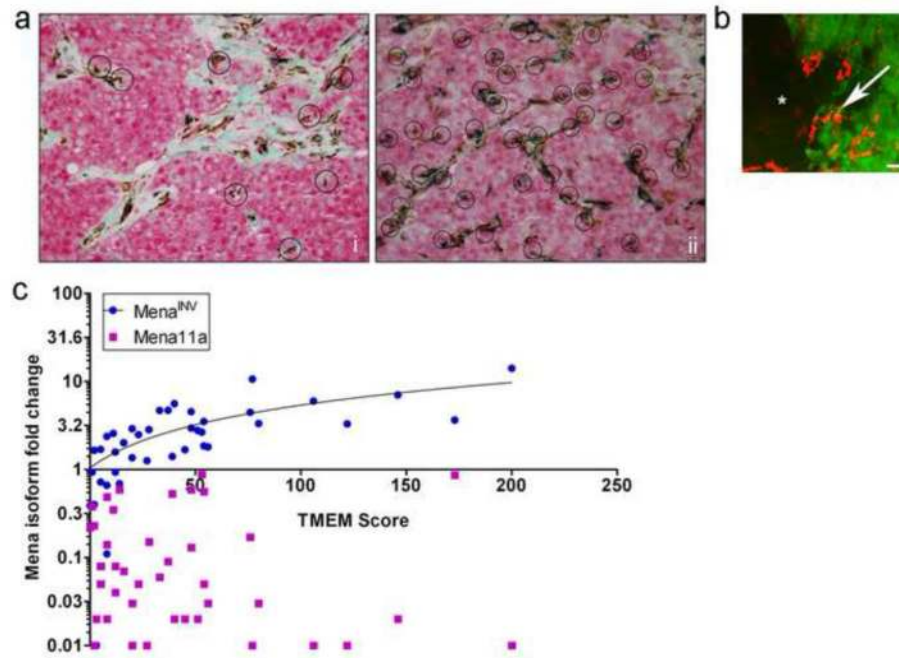 a
b
i
ii
*
c
Mena isoform fold change
100
31.6
10
3.2
1
0.3
0.1
0.03
0.01
Mena^INV
Mena11a
50
100
150
200
250
TMEM Score